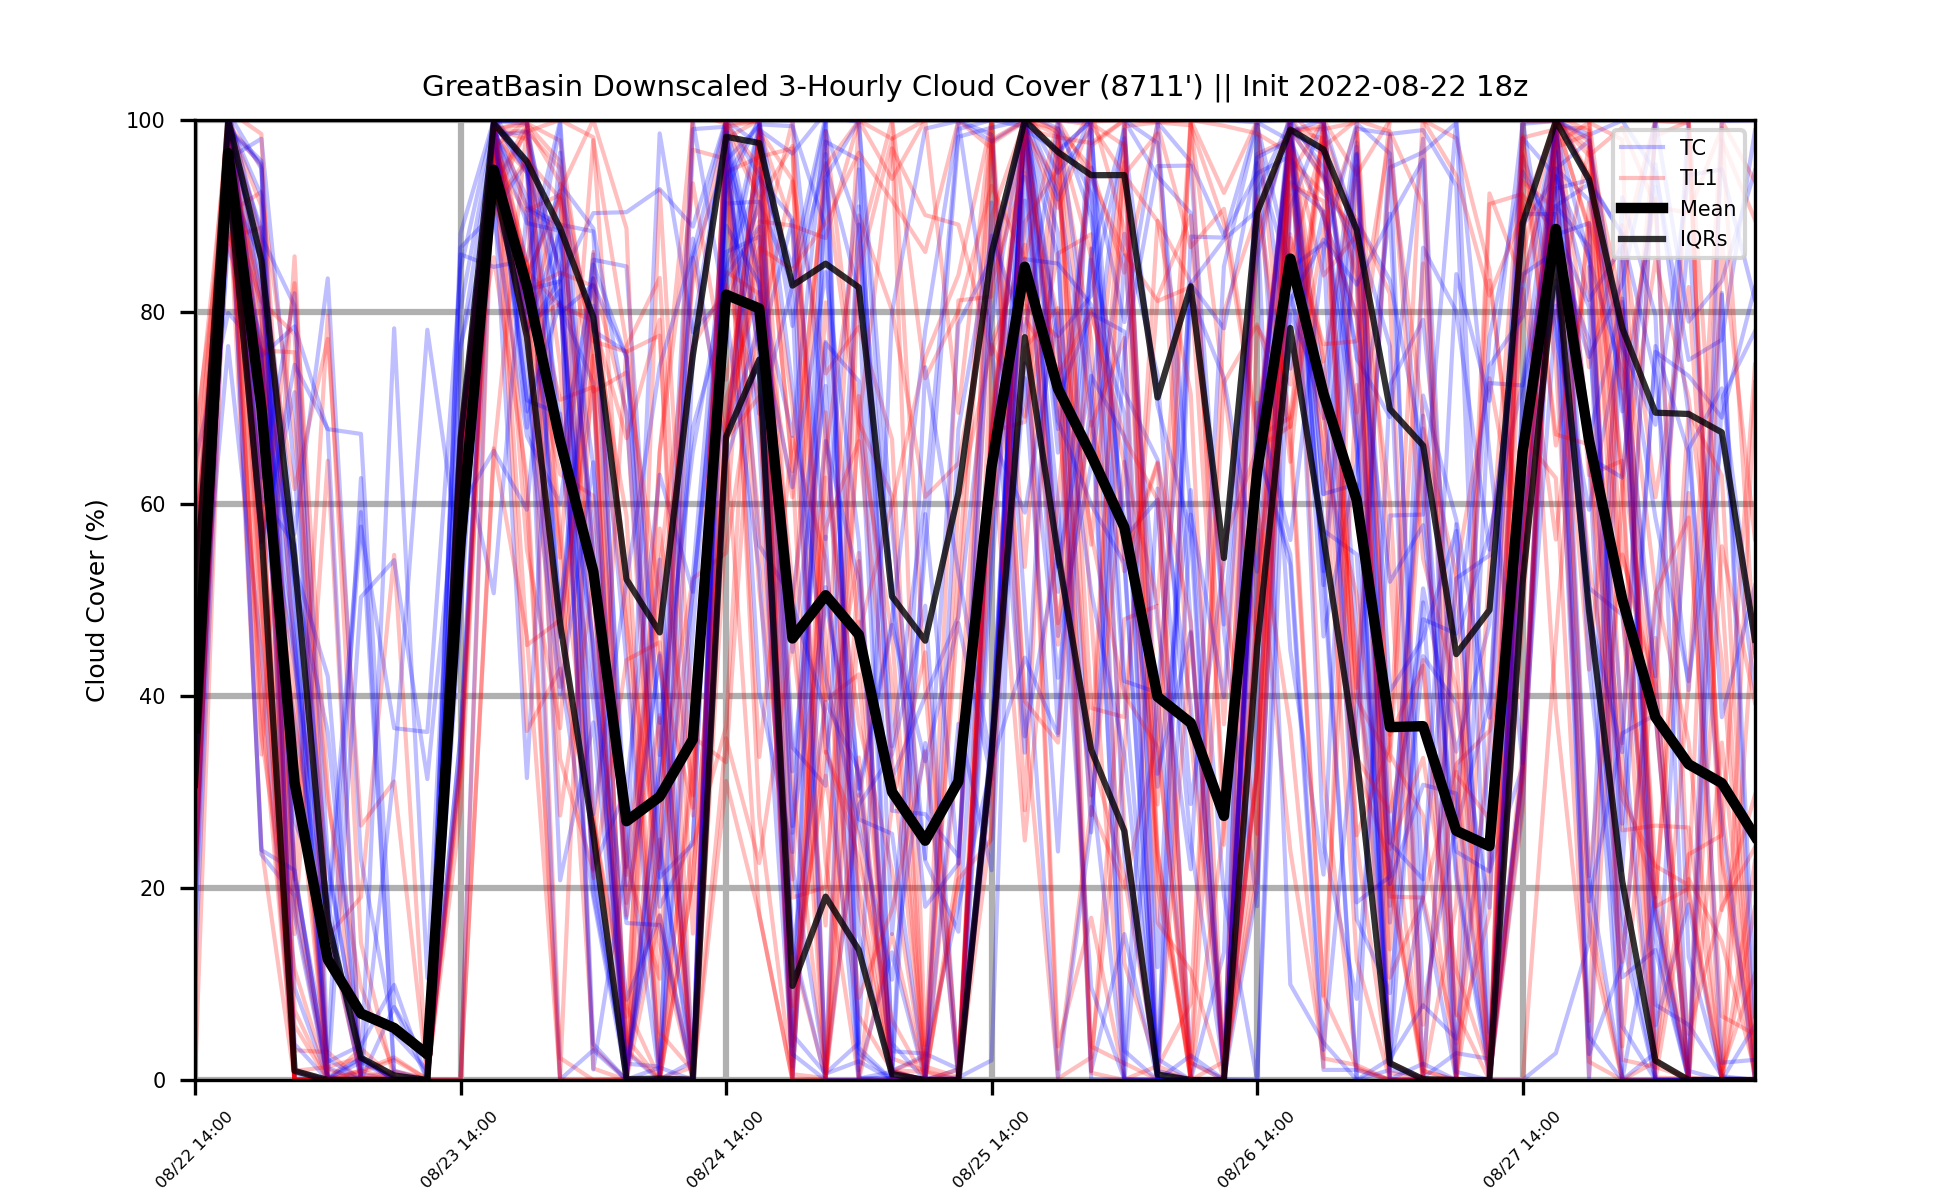 GreatBasin Downscaled 3-Hourly Cloud Cover (8711') || Init 2022-08-22 18z
100
80
60
40
20
0
Cloud Cover (%)
TC
TL1
Mean
IQRs
08/22 14:00
08/23 14:00
08/24 14:00
08/25 14:00
08/26 14:00
08/27 14:00